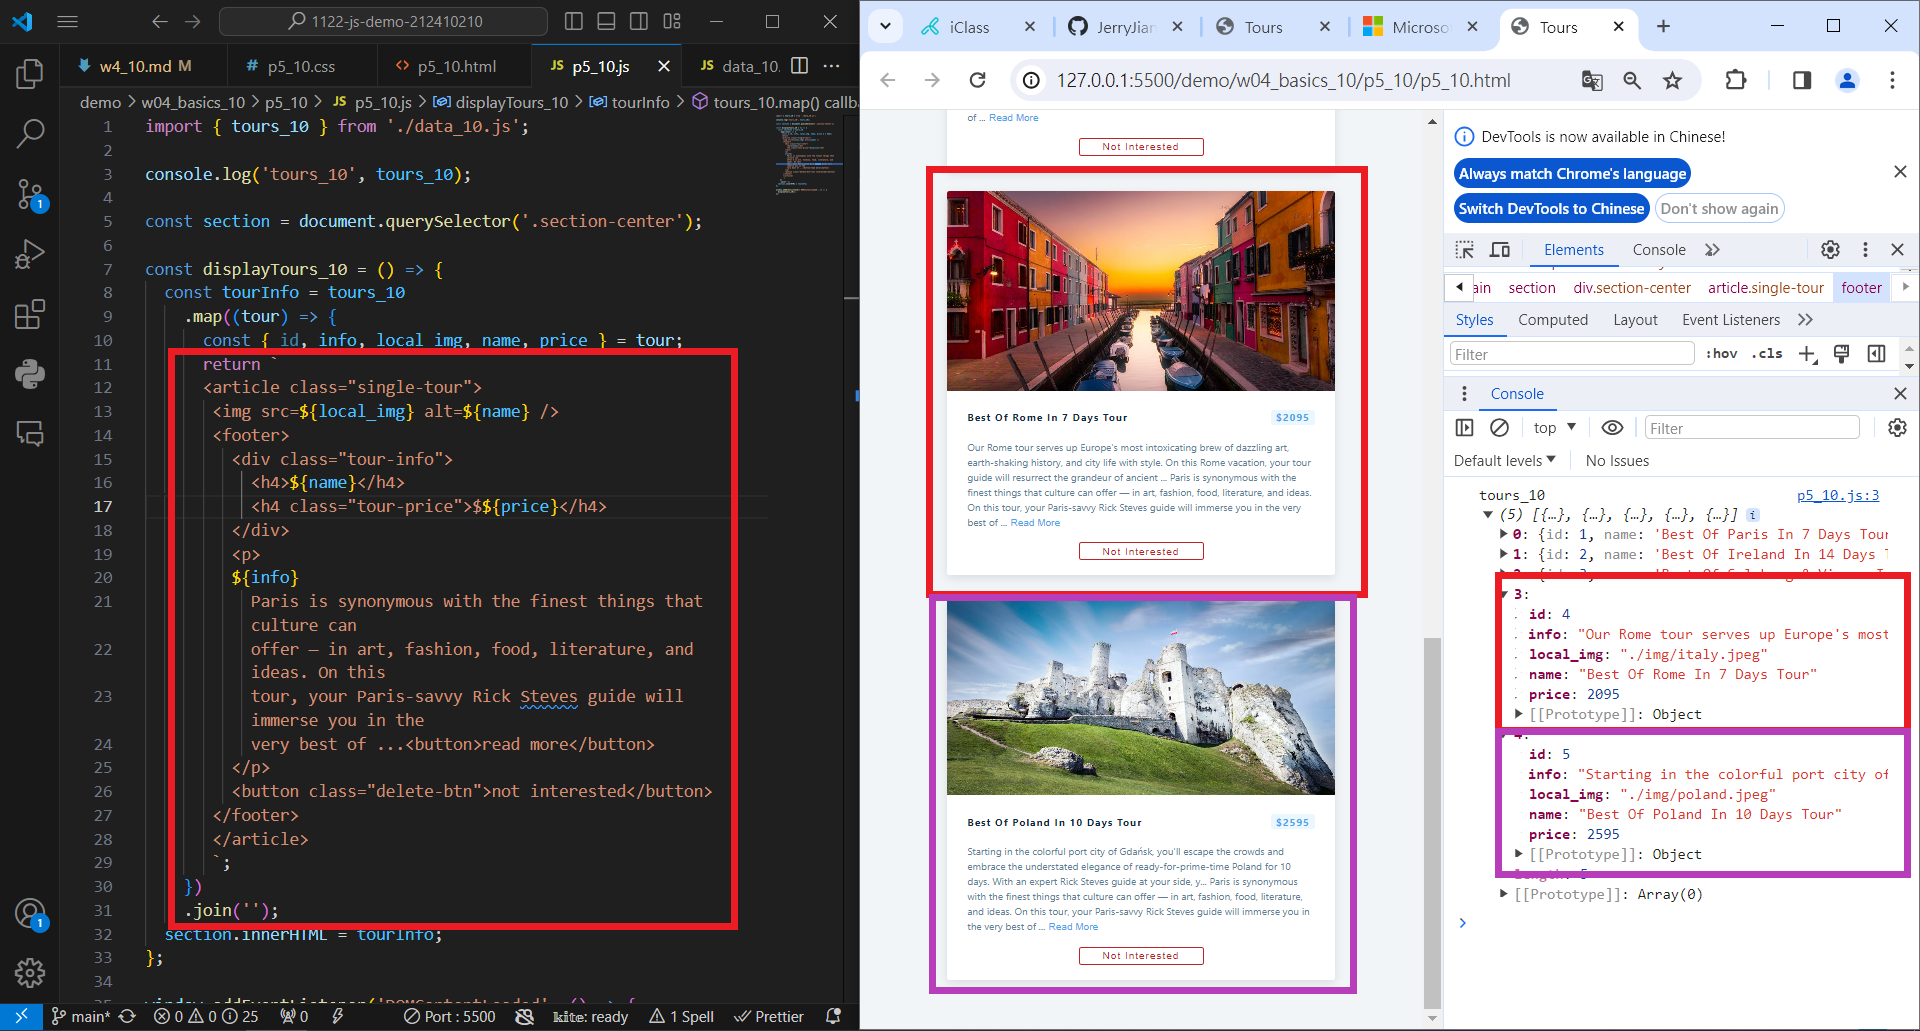 1122-js-demo-212410210
w4_10.md M
# p5_10.css
<> p5_10.html
JS p5_10.js
JS data_10.
demo > w04_basics_10 > p5_10 > JS p5_10.js > displayTours_10 > tourInfo > tours_10.map() callba
1 import { tours_10 } from './data_10.js';
2
3 console.log('tours_10', tours_10);
4
5 const section = document.querySelector('.section-center');
6
7 const displayTours_10 = () => {
8 const tourInfo = tours_10
9 .map((tour) => {
10 const { id, info, local_img, name, price } = tour;
11 return `
12 <article class="single-tour">
13 <img src=${local_img} alt=${name} />
14 <footer>
15 <div class="tour-info">
16 <h4>${name}</h4>
17 <h4 class="tour-price">$${price}</h4>
18 </div>
19 <p>
20 ${info}
21 Paris is synonymous with the finest things that
culture can
22 offer — in art, fashion, food, literature, and
ideas. On this
23 tour, your Paris-savvy Rick Steves guide will
immerse you in the
24 very best of ...<button>read more</button>
25 </p>
26 <button class="delete-btn">not interested</button>
27 </footer>
28 </article>
29 `;
30 })
31 .join('');
32 section.innerHTML = tourInfo;
33 };
34
35 window.addEventListener('DOMContentLoaded', () => {
1
1
main*
0 0 25
0
Port : 5500
kite: ready
1 Spell
Prettier
iClass
JerryJian
Tours
Microso
Tours
127.0.0.1:5500/demo/w04_basics_10/p5_10/p5_10.html
of ... Read More
Not Interested
Best Of Rome In 7 Days Tour
$2095
Our Rome tour serves up Europe's most intoxicating brew of dazzling art,
earth-shaking history, and city life with style. On this Rome vacation, your tour
guide will resurrect the grandeur of ancient ... Paris is synonymous with the
finest things that culture can offer — in art, fashion, food, literature, and ideas.
On this tour, your Paris-savvy Rick Steves guide will immerse you in the very
best of ... Read More
Not Interested
Best Of Poland In 10 Days Tour
$2595
Starting in the colorful port city of Gdańsk, you'll escape the crowds and
embrace the understated elegance of ready-for-prime-time Poland for 10
days. With an expert Rick Steves guide at your side, y... Paris is synonymous
with the finest things that culture can offer — in art, fashion, food, literature,
and ideas. On this tour, your Paris-savvy Rick Steves guide will immerse you in
the very best of ... Read More
Not Interested
DevTools is now available in Chinese!
Always match Chrome's language
Switch DevTools to Chinese
Don't show again
Elements
Console
ain section div.section-center article.single-tour footer
Styles Computed Layout Event Listeners
Filter
:hov .cls
Console
top
Filter
Default levels
No Issues
tours_10
p5_10.js:3
(5) [{…}, {…}, {…}, {…}, {…}] i
0: {id: 1, name: 'Best Of Paris In 7 Days Tour
1: {id: 2, name: 'Best Of Ireland In 14 Days T
3:
id: 4
info: "Our Rome tour serves up Europe's most
local_img: "./img/italy.jpeg"
name: "Best Of Rome In 7 Days Tour"
price: 2095
[[Prototype]]: Object
4:
id: 5
info: "Starting in the colorful port city of
local_img: "./img/poland.jpeg"
name: "Best Of Poland In 10 Days Tour"
price: 2595
[[Prototype]]: Object
length: 5
[[Prototype]]: Array(0)